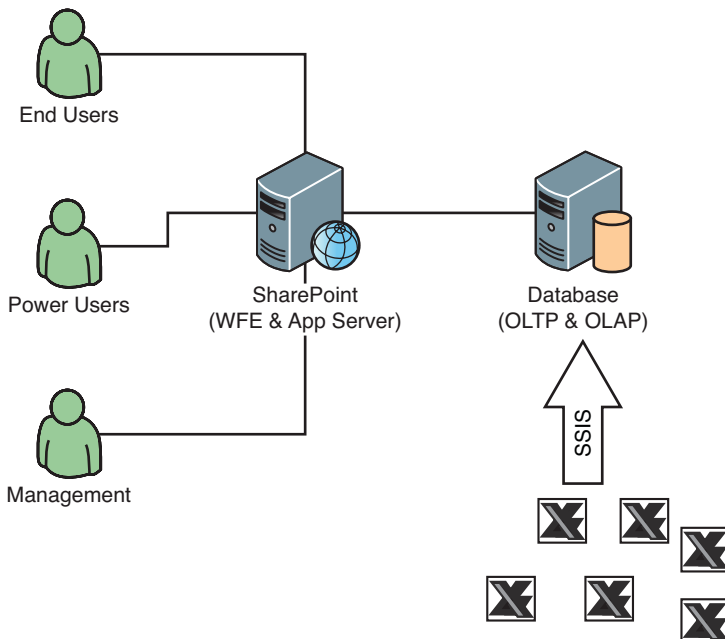 End Users
Power Users
SharePoint
(WFE & App Server)
Database
(OLTP & OLAP)
SSIS
Management